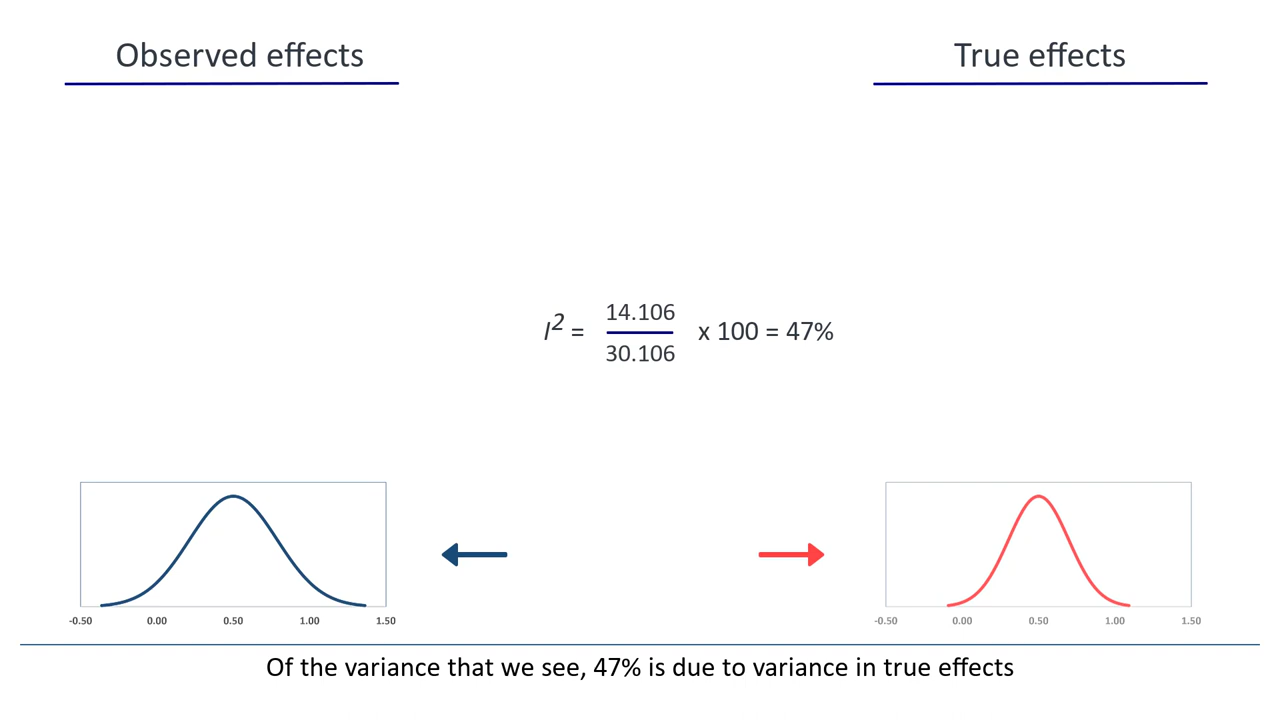 Observed effects
True effects
I2 = 14.106 / 30.106 x 100 = 47%
-0.50 0.00 0.50 1.00 1.50
-0.50 0.00 0.50 1.00 1.50
Of the variance that we see, 47% is due to variance in true effects